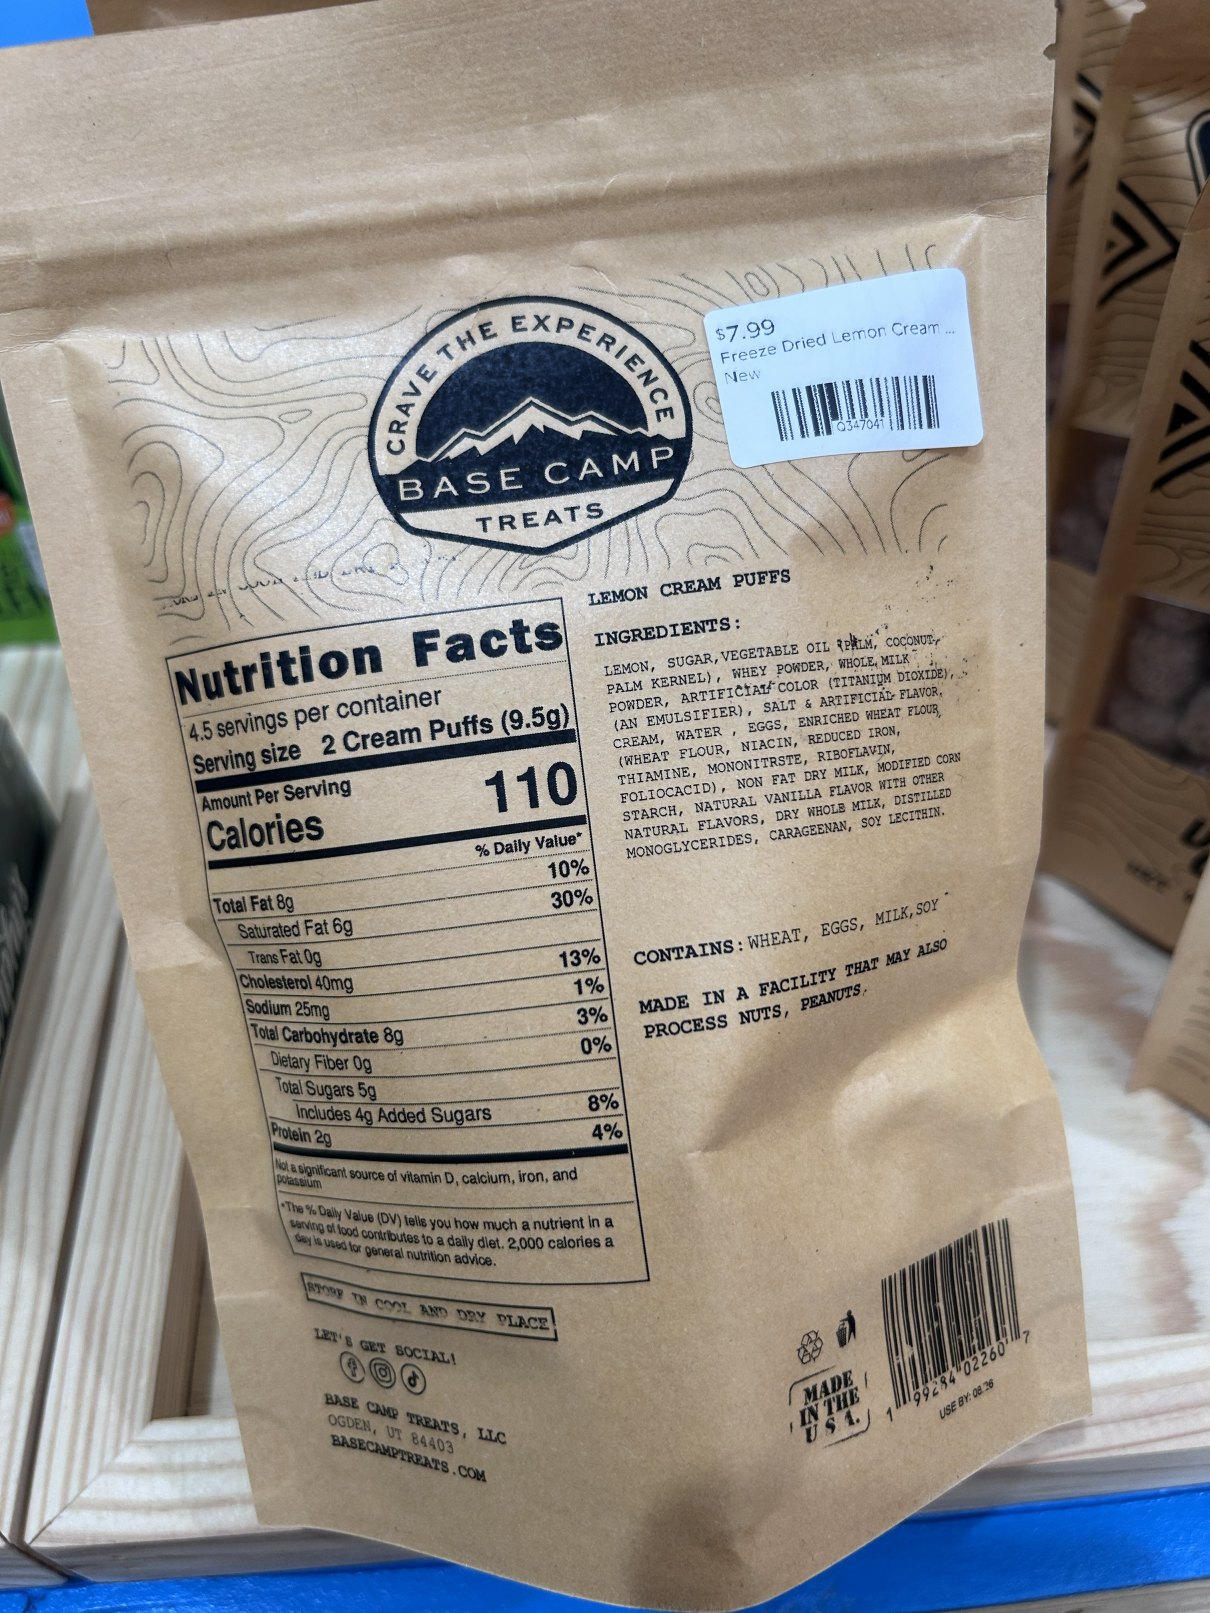 CRAVE THE EXPERIENCE
BASE CAMP
TREATS
$7.99
Freeze Dried Lemon Cream ...
New
Q347041
Nutrition Facts
4.5 servings per container
Serving size 2 Cream Puffs (9.5g)
Amount Per Serving
Calories 110
% Daily Value*
Total Fat 8g 10%
Saturated Fat 6g 30%
Trans Fat 0g
Cholesterol 40mg 13%
Sodium 25mg 1%
Total Carbohydrate 8g 3%
Dietary Fiber 0g 0%
Total Sugars 5g
Includes 4g Added Sugars 8%
Protein 2g 4%
Not a significant source of vitamin D, calcium, iron, and
potassium
*The % Daily Value (DV) tells you how much a nutrient in a
serving of food contributes to a daily diet. 2,000 calories a
day is used for general nutrition advice.
STORE IN COOL AND DRY PLACE
LET'S GET SOCIAL!
BASE CAMP TREATS, LLC
OGDEN, UT 84403
BASECAMPTREATS.COM
LEMON CREAM PUFFS
INGREDIENTS:
LEMON, SUGAR, VEGETABLE OIL (PALM, COCONUT,
PALM KERNEL), WHEY POWDER, WHOLE MILK
POWDER, ARTIFICIAL COLOR (TITANIUM DIOXIDE),
(AN EMULSIFIER), SALT & ARTIFICIAL FLAVOR,
CREAM, WATER , EGGS, ENRICHED WHEAT FLOUR
(WHEAT FLOUR, NIACIN, REDUCED IRON,
THIAMINE, MONONITRSTE, RIBOFLAVIN,
FOLIOCACID), NON FAT DRY MILK, MODIFIED CORN
STARCH, NATURAL VANILLA FLAVOR WITH OTHER
NATURAL FLAVORS, DRY WHOLE MILK, DISTILLED
MONOGLYCERIDES, CARAGEENAN, SOY LECITHIN.
CONTAINS: WHEAT, EGGS, MILK,SOY
MADE IN A FACILITY THAT MAY ALSO
PROCESS NUTS, PEANUTS.
MADE
IN THE
U S A.
1 99284 02260 7
USE BY: 08.26